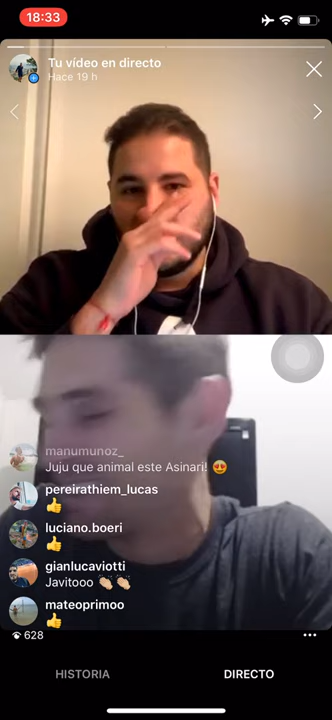 18:33
Tu vídeo en directo
Hace 19 h
manumunoz_
Juju que animal este Asinari! 😍
pereirathiem_lucas
👍
luciano.boeri
👍
gianlucaviotti
Javitooo 👏🏻👏🏻
mateoprimoo
👍
628
HISTORIA
DIRECTO